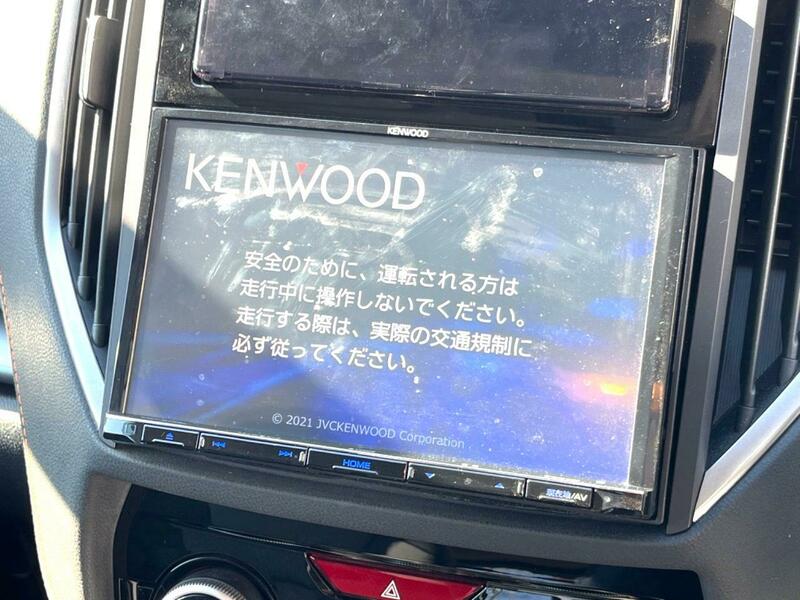 KENWOOD
KENWOOD
安全のために、運転される方は
走行中に操作しないでください。
走行する際は、実際の交通規制に
必ず従ってください。
© 2021 JVCKENWOOD Corporation
HOME
現在地/AV